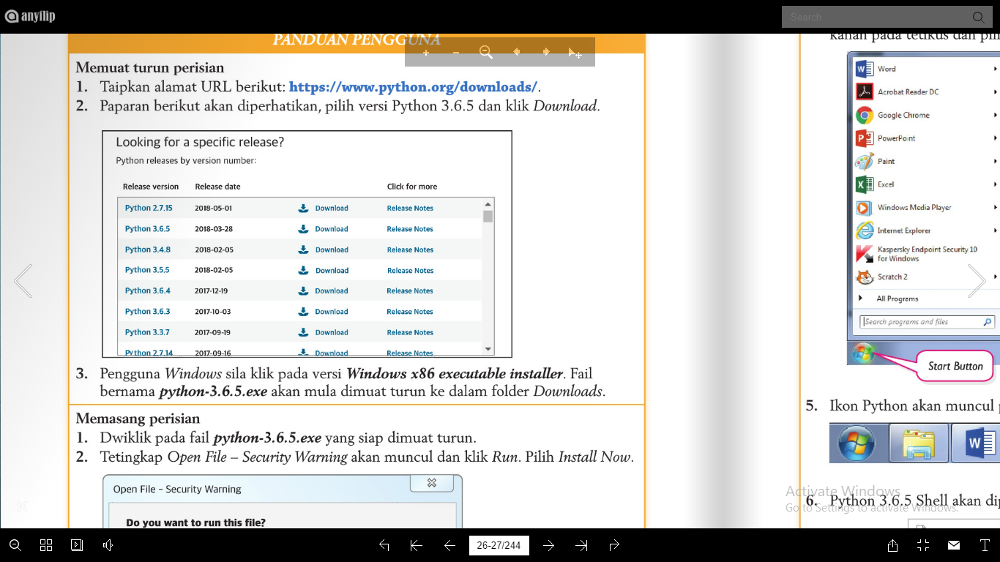 anyflip
Search
PANDUAN PENGGUNA
Memuat turun perisian
1. Taipkan alamat URL berikut: https://www.python.org/downloads/.
2. Paparan berikut akan diperhatikan, pilih versi Python 3.6.5 dan klik Download.
Looking for a specific release?
Python releases by version number:
Release version Release date Click for more
Python 2.7.15 2018-05-01 Download Release Notes
Python 3.6.5 2018-03-28 Download Release Notes
Python 3.4.8 2018-02-05 Download Release Notes
Python 3.5.5 2018-02-05 Download Release Notes
Python 3.6.4 2017-12-19 Download Release Notes
Python 3.6.3 2017-10-03 Download Release Notes
Python 3.3.7 2017-09-19 Download Release Notes
Python 2.7.14 2017-09-16 Download Release Notes
3. Pengguna Windows sila klik pada versi Windows x86 executable installer. Fail
bernama python-3.6.5.exe akan mula dimuat turun ke dalam folder Downloads.
Memasang perisian
1. Dwiklik pada fail python-3.6.5.exe yang siap dimuat turun.
2. Tetingkap Open File – Security Warning akan muncul dan klik Run. Pilih Install Now.
Open File – Security Warning
Do you want to run this file?
kanan pada tetikus dan
Word
Acrobat Reader DC
Google Chrome
PowerPoint
Paint
Excel
Windows Media Player
Internet Explorer
Kaspersky Endpoint Security 10
for Windows
Scratch 2
All Programs
Search programs and files
Start Button
5. Ikon Python akan muncul
6. Python 3.6.5 Shell akan
Activate Windows
Go to Settings to activate Windows.
26-27/244